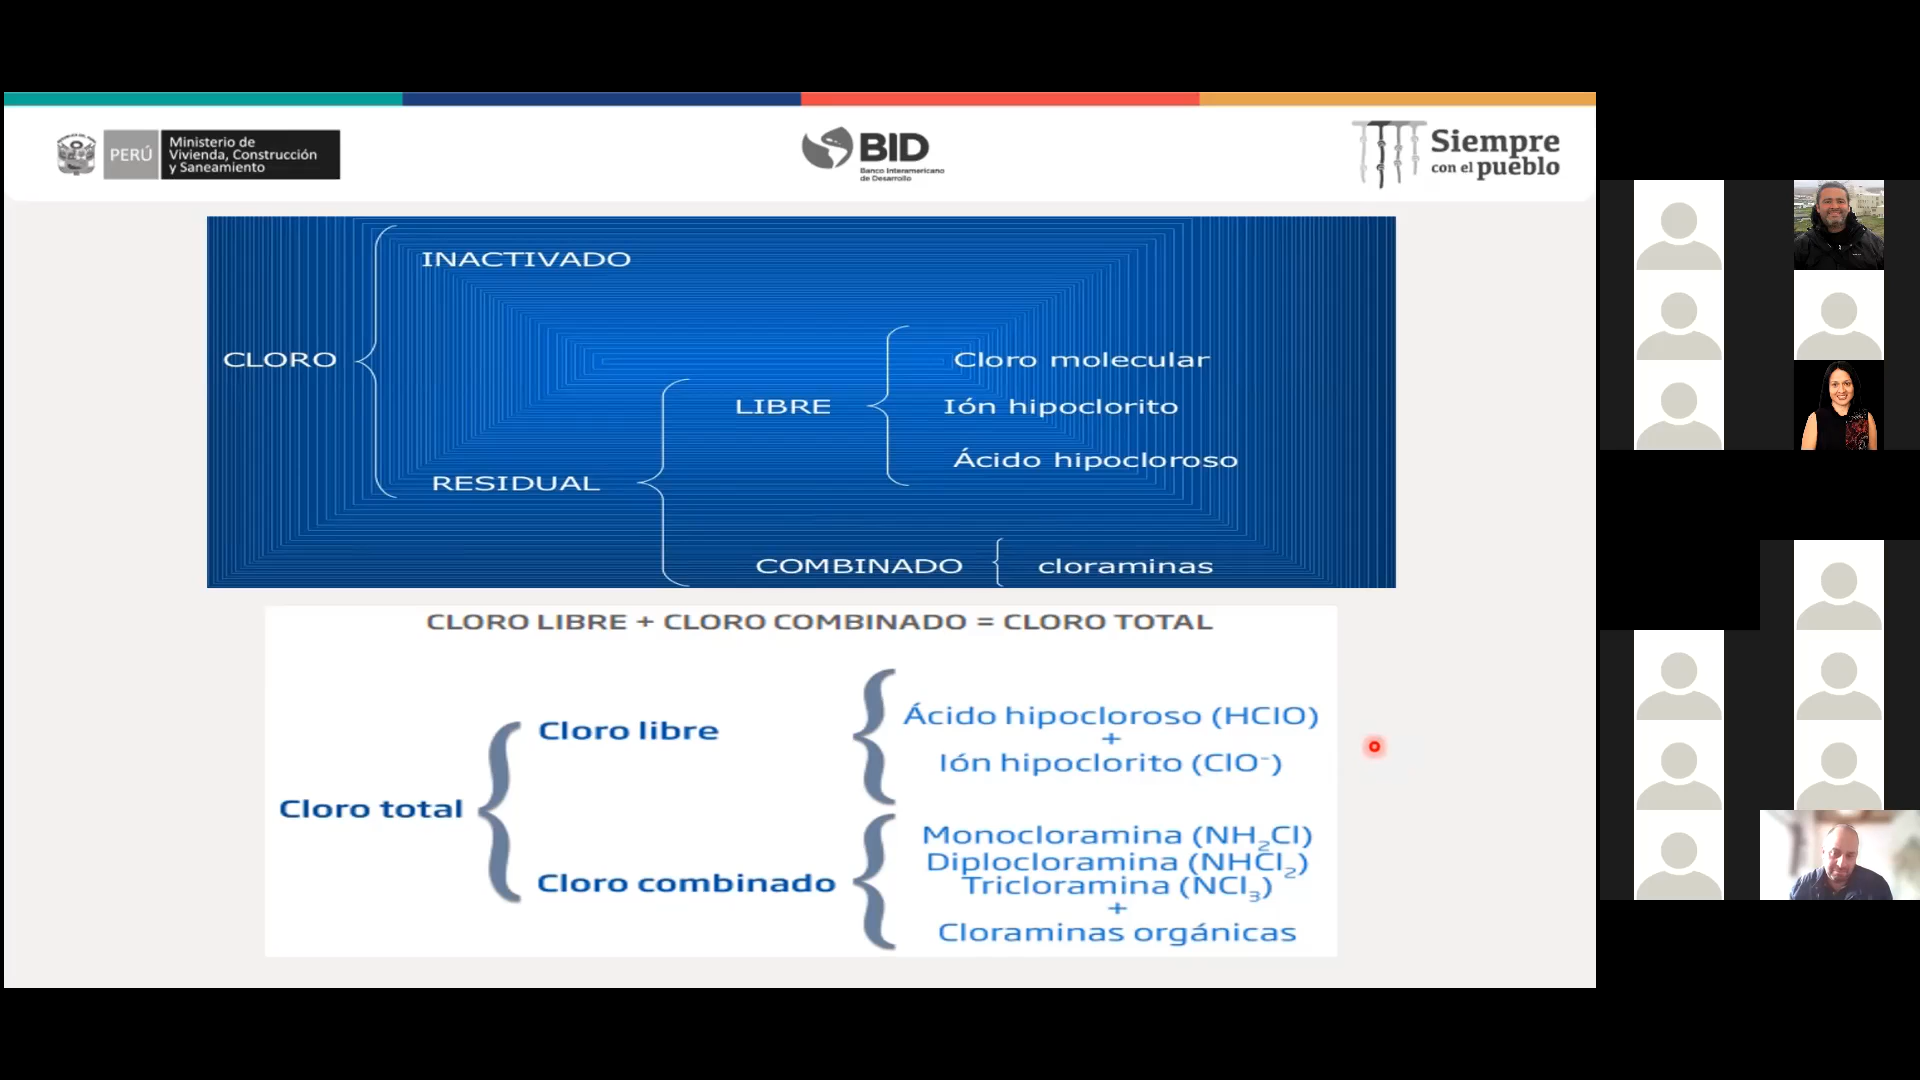 PERÚ
Ministerio de
Vivienda, Construcción
y Saneamiento
BID
Banco Interamericano
de Desarrollo
Siempre
con el pueblo
INACTIVADO
CLORO
Cloro molecular
LIBRE
Ión hipoclorito
Ácido hipocloroso
RESIDUAL
COMBINADO
cloraminas
CLORO LIBRE + CLORO COMBINADO = CLORO TOTAL
Cloro total
Cloro libre
Ácido hipocloroso (HClO)
+
Ión hipoclorito (ClO⁻)
Cloro combinado
Monocloramina (NH₂Cl)
Diplocloramina (NHCl₂)
Tricloramina (NCl₃)
+
Cloraminas orgánicas